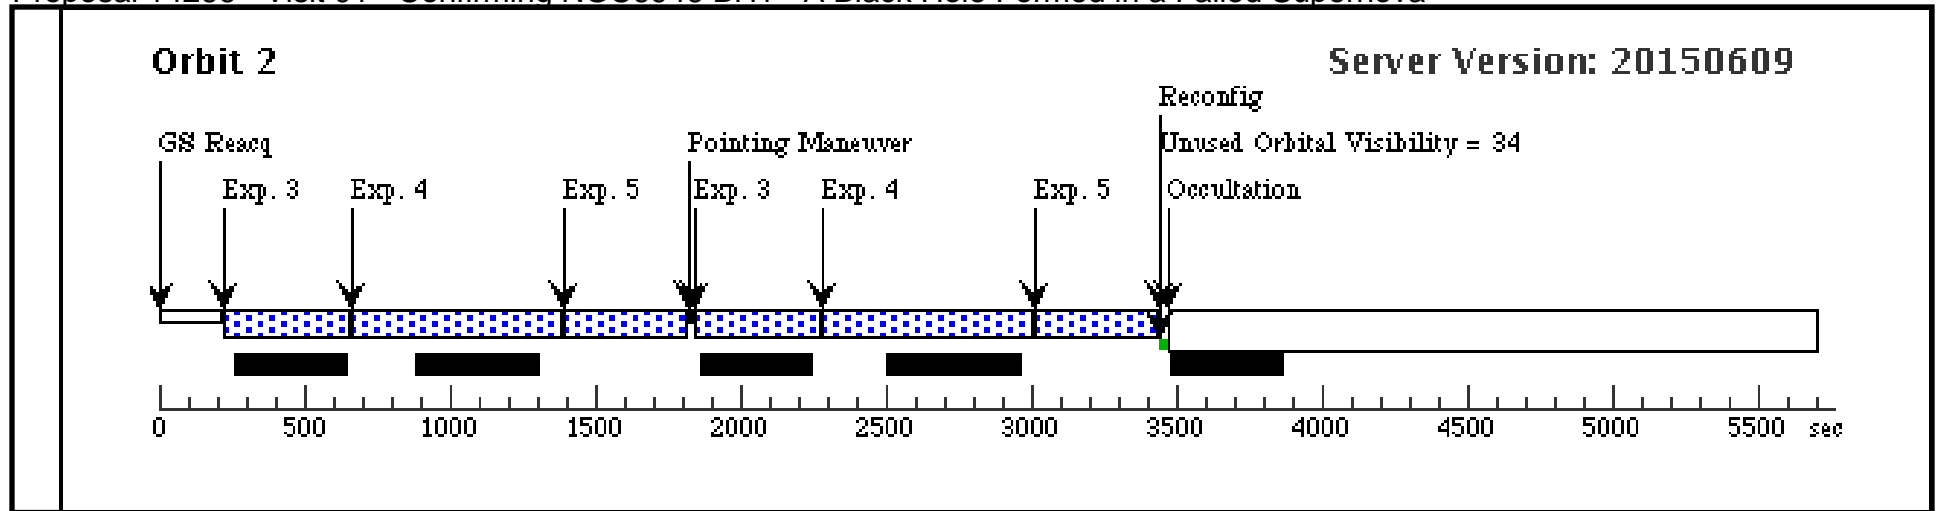 Orbit 2
Server Version: 20150609
Reconfig
GS Reacq
Pointing Maneuver
Unused Orbital Visibility = 34
Exp. 3
Exp. 4
Exp. 5
Exp. 3
Exp. 4
Exp. 5
Occultation
0 500 1000 1500 2000 2500 3000 3500 4000 4500 5000 5500 sec